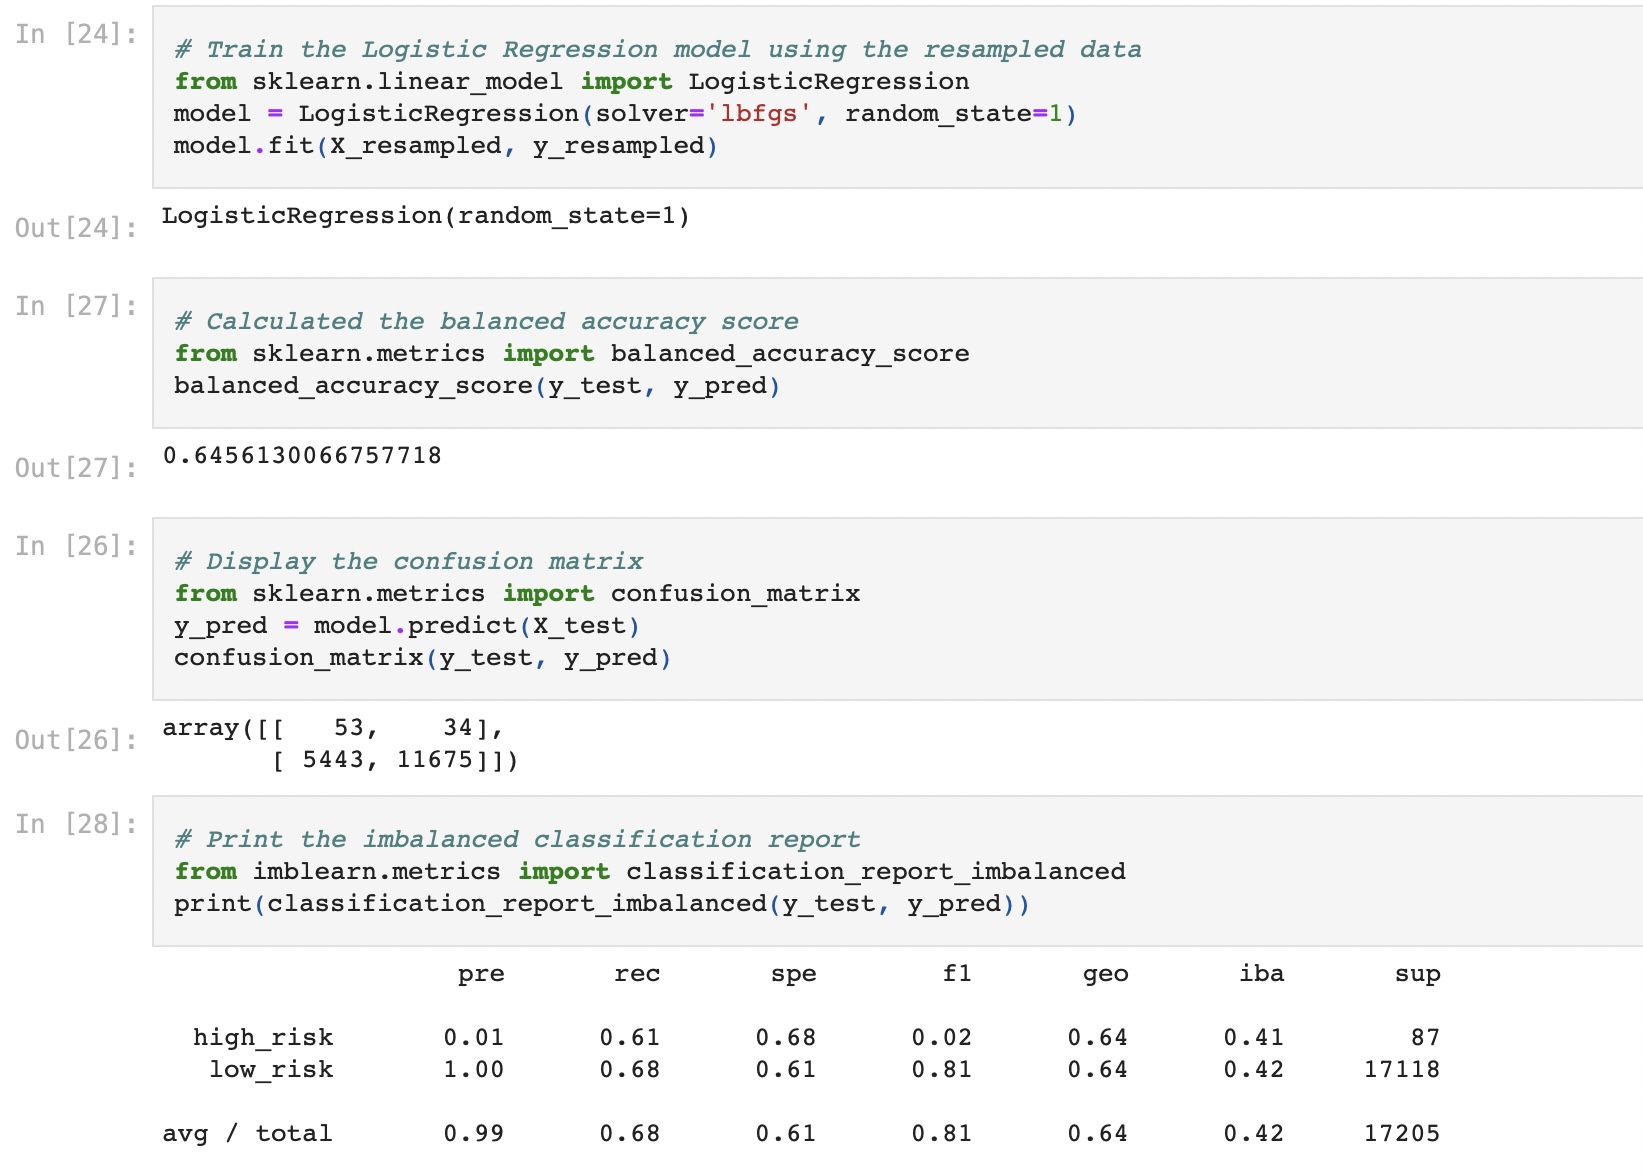 In [24]:
# Train the Logistic Regression model using the resampled data
from sklearn.linear_model import LogisticRegression
model = LogisticRegression(solver='lbfgs', random_state=1)
model.fit(X_resampled, y_resampled)
Out[24]: LogisticRegression(random_state=1)
In [27]:
# Calculated the balanced accuracy score
from sklearn.metrics import balanced_accuracy_score
balanced_accuracy_score(y_test, y_pred)
Out[27]: 0.6456130066757718
In [26]:
# Display the confusion matrix
from sklearn.metrics import confusion_matrix
y_pred = model.predict(X_test)
confusion_matrix(y_test, y_pred)
Out[26]: array([[   53,    34],
       [ 5443, 11675]])
In [28]:
# Print the imbalanced classification report
from imblearn.metrics import classification_report_imbalanced
print(classification_report_imbalanced(y_test, y_pred))
pre rec spe f1 geo iba sup
high_risk 0.01 0.61 0.68 0.02 0.64 0.41 87
low_risk 1.00 0.68 0.61 0.81 0.64 0.42 17118
avg / total 0.99 0.68 0.61 0.81 0.64 0.42 17205